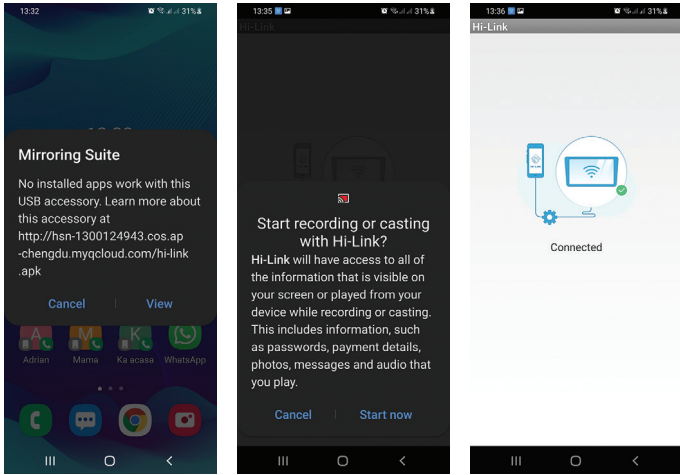 13:32
31%
Mirroring Suite
No installed apps work with this
USB accessory. Learn more about
this accessory at
http://hsn-1300124943.cos.ap
-chengdu.myqcloud.com/hi-link
.apk
Cancel
View
A
M
K
Adrian
Mama
Ka acasa
WhatsApp
13:35
31%
Hi-Link
Start recording or casting
with Hi-Link?
Hi-Link will have access to all of
the information that is visible on
your screen or played from your
device while recording or casting.
This includes information, such
as passwords, payment details,
photos, messages and audio that
you play.
Cancel
Start now
13:36
31%
Hi-Link
Connected